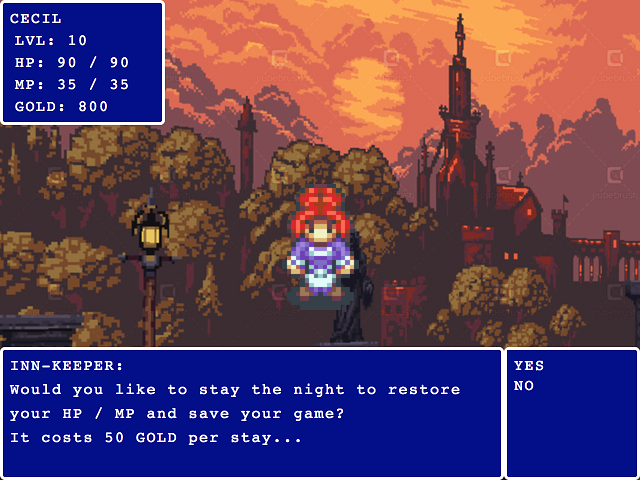 CECIL
LVL: 10
HP: 90 / 90
MP: 35 / 35
GOLD: 800
INN-KEEPER:
Would you like to stay the night to restore
your HP / MP and save your game?
It costs 50 GOLD per stay...
YES
NO